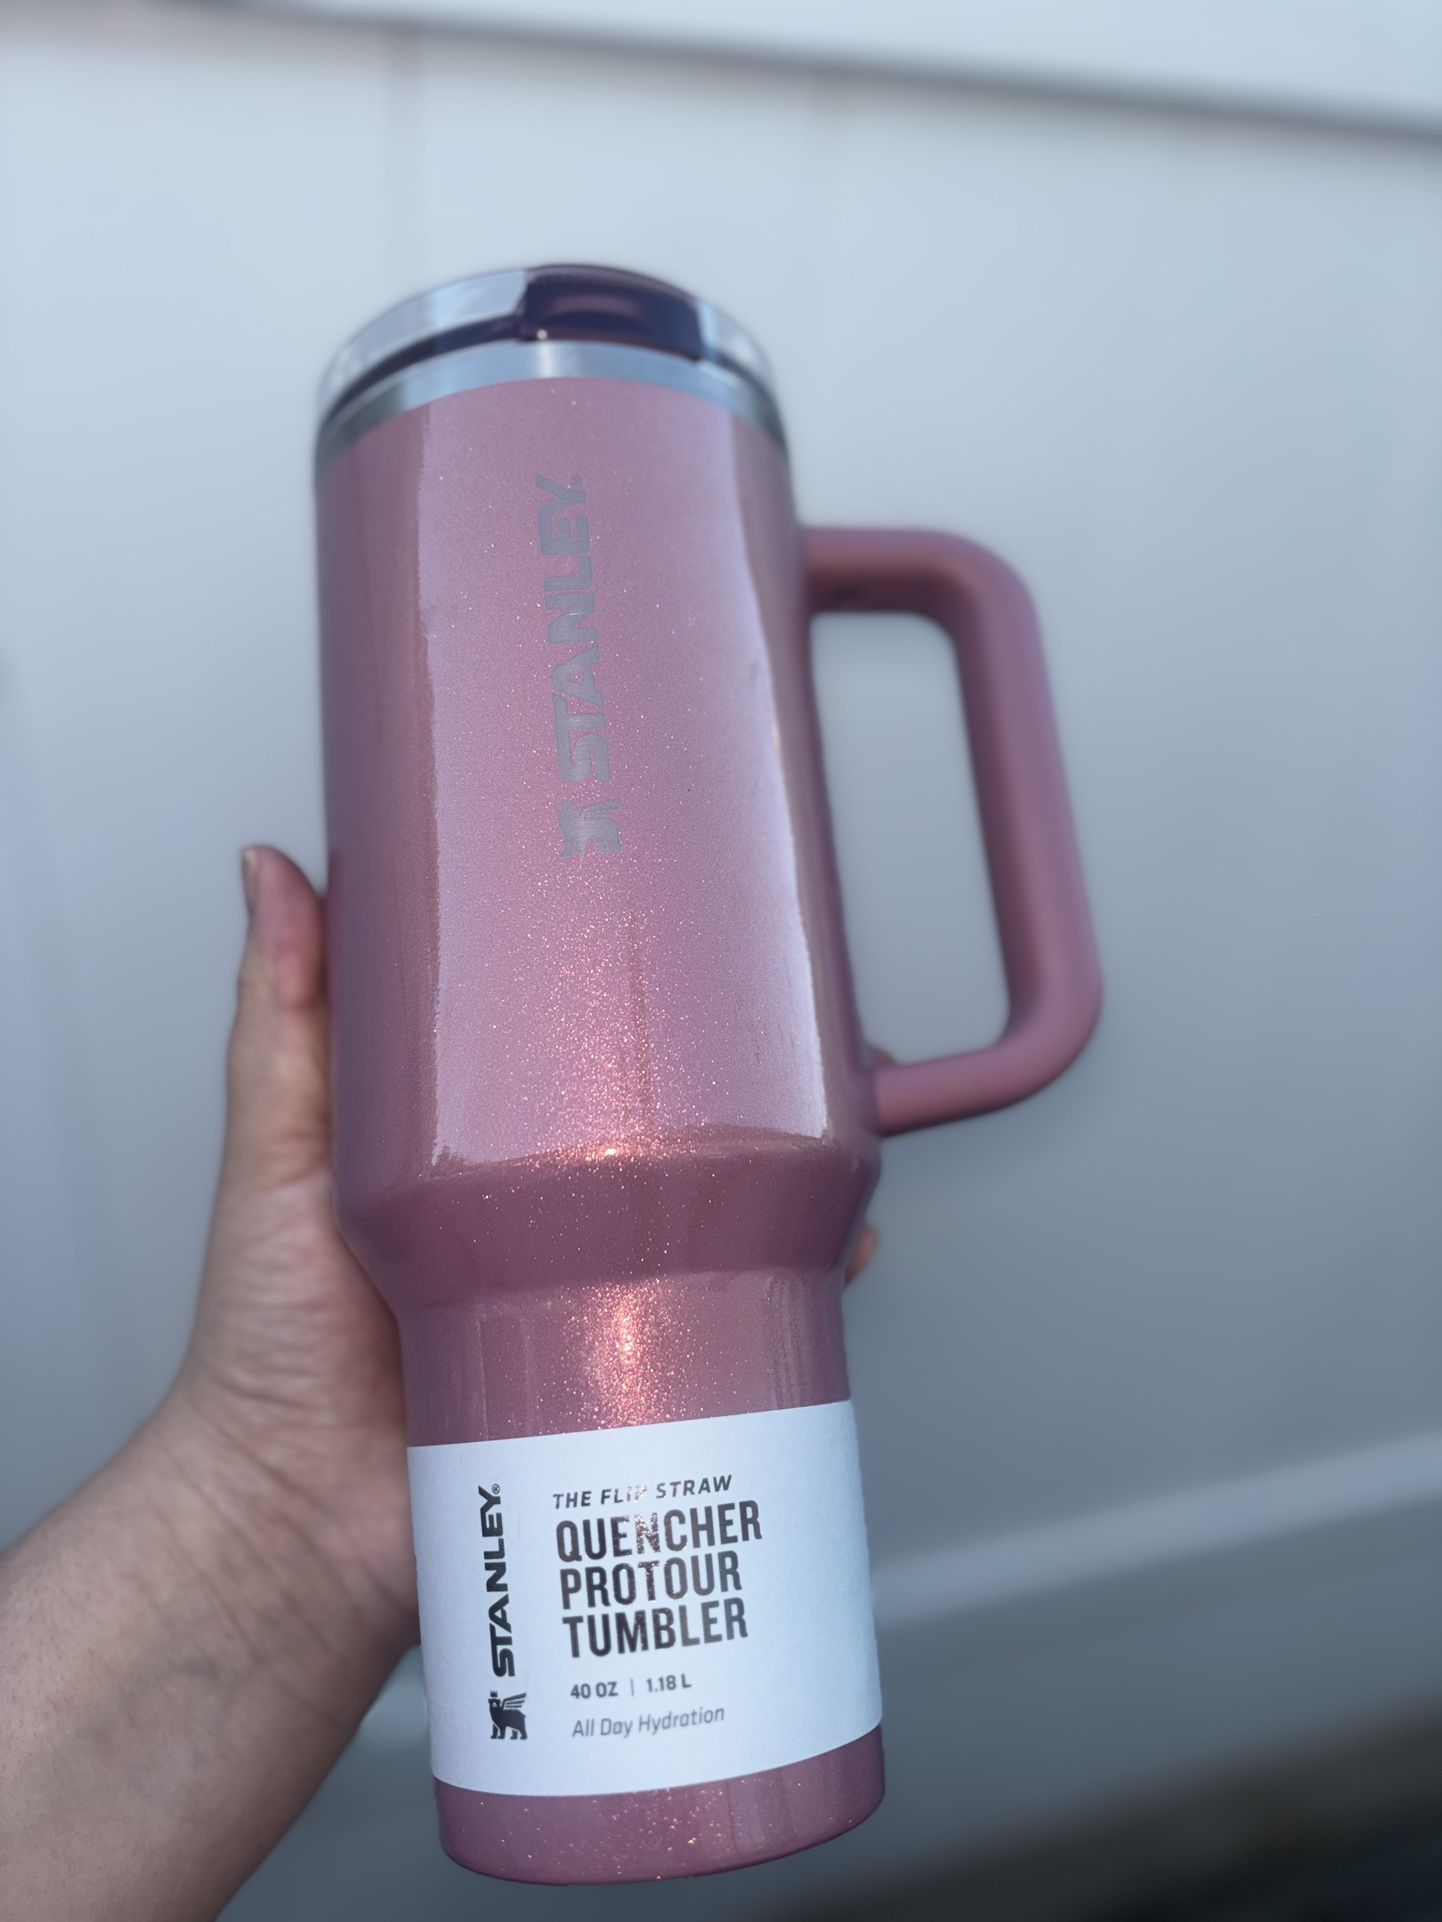 STANLEY.
STANLEY®
THE FLIP STRAW
QUENCHER
PROTOUR
TUMBLER
40 OZ | 1.18 L
All Day Hydration